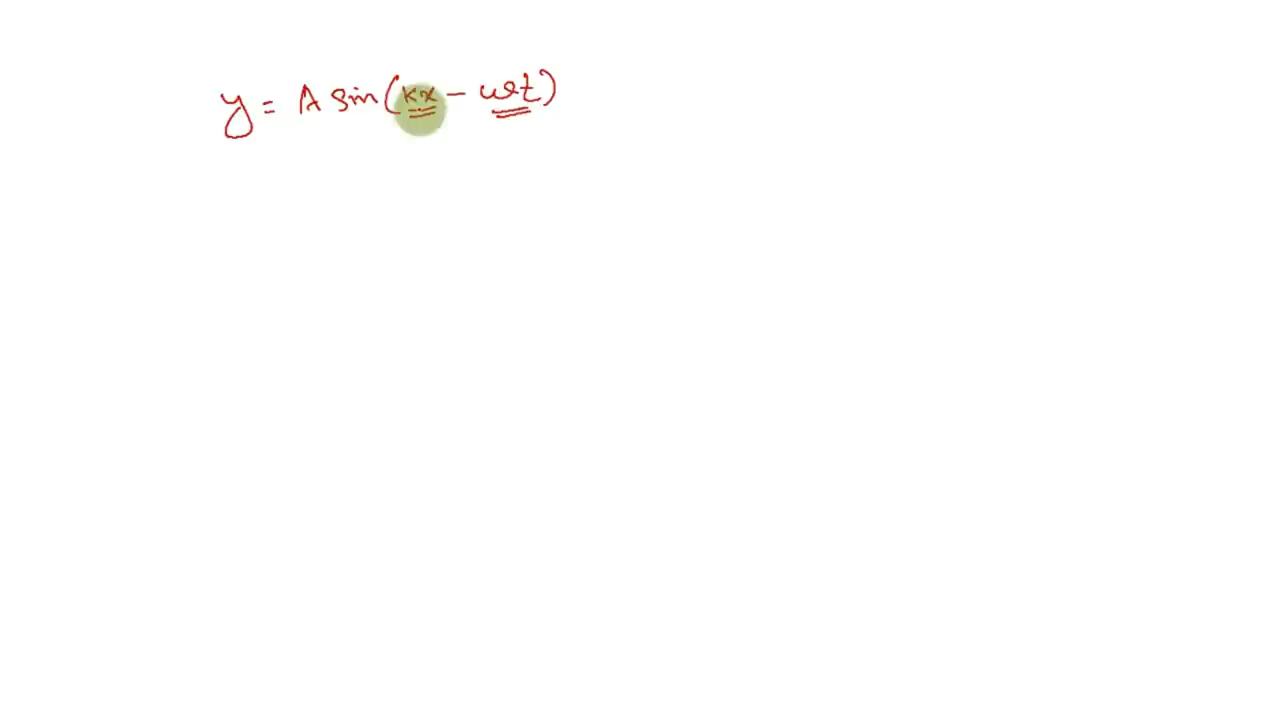 y = A sin(kx - ωt)